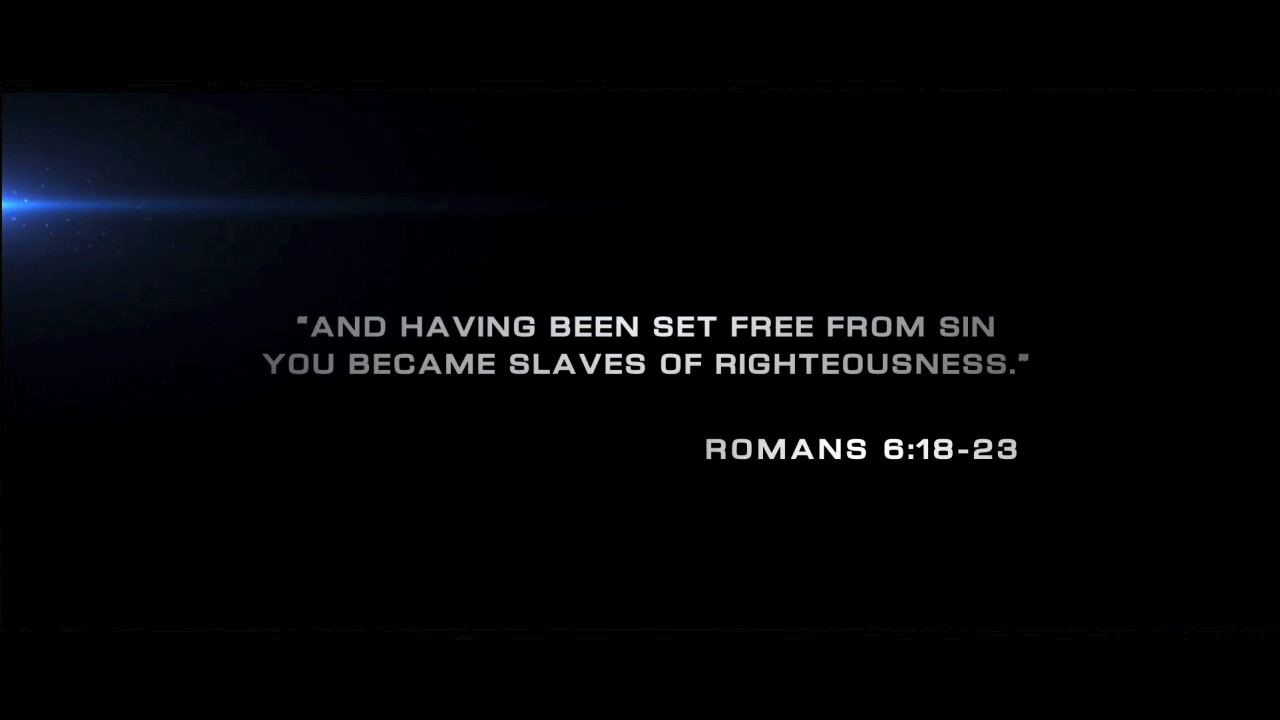 "AND HAVING BEEN SET FREE FROM SIN
YOU BECAME SLAVES OF RIGHTEOUSNESS."
ROMANS 6:18-23